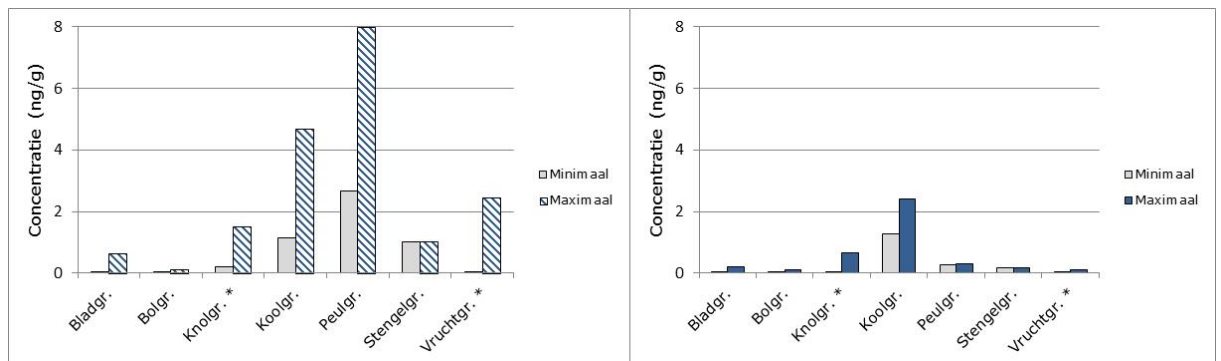 Concentratie (ng/g)
8
6
4
2
0
Bladgr.
Bolgr.
Knolgr. *
Koolgr.
Peulgr.
Stengelgr.
Vruchtgr. *
Minimaal
Maximaal
Concentratie (ng/g)
8
6
4
2
0
Bladgr.
Bolgr.
Knolgr. *
Koolgr.
Peulgr.
Stengelgr.
Vruchtgr. *
Minimaal
Maximaal